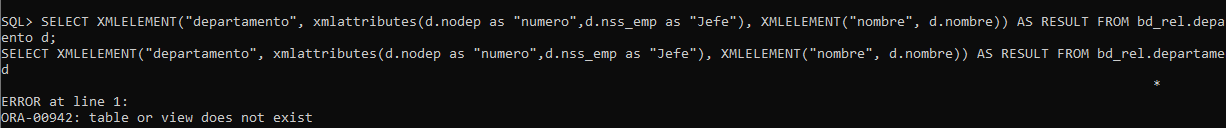 SQL> SELECT XMLELEMENT("departamento", xmlattributes(d.nodep as "numero",d.nss_emp as "Jefe"), XMLELEMENT("nombre", d.nombre)) AS RESULT FROM bd_rel.depa
ento d;
SELECT XMLELEMENT("departamento", xmlattributes(d.nodep as "numero",d.nss_emp as "Jefe"), XMLELEMENT("nombre", d.nombre)) AS RESULT FROM bd_rel.departame
d
*
ERROR at line 1:
ORA-00942: table or view does not exist